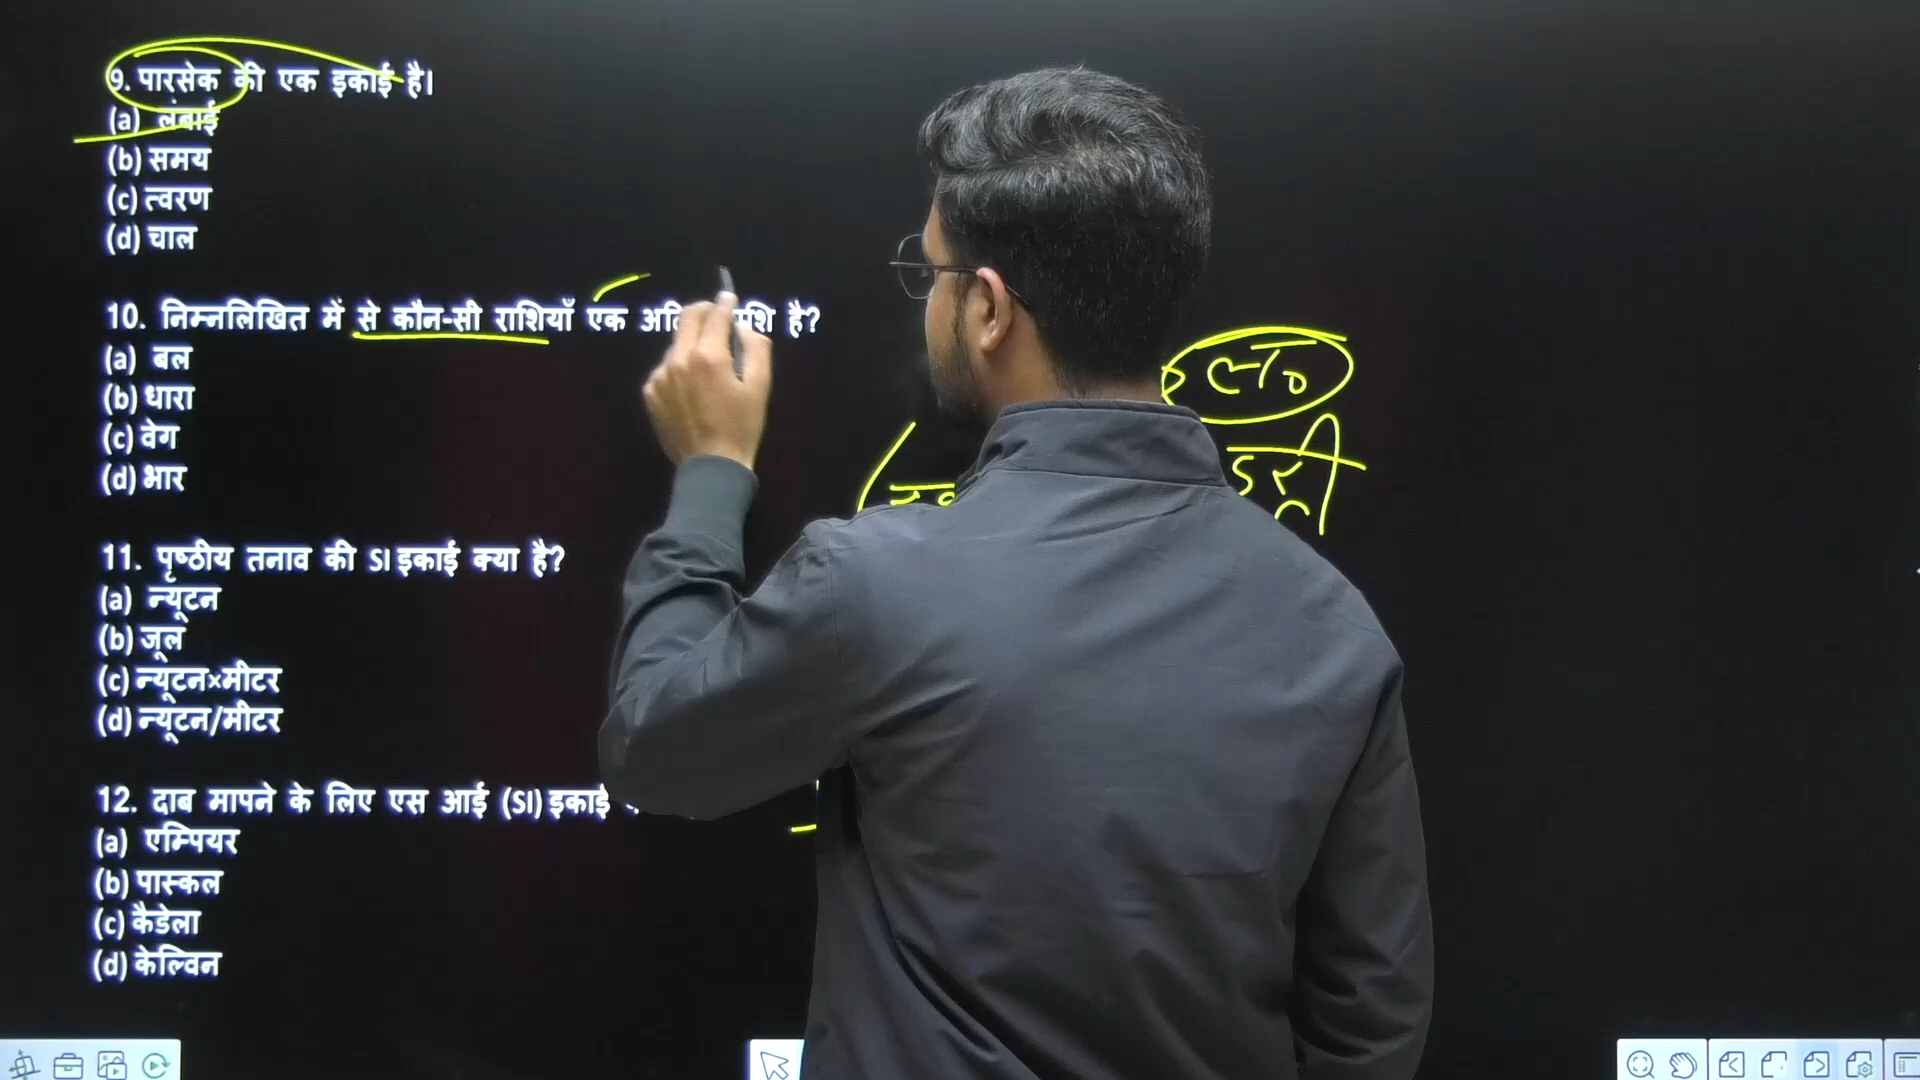 9. पारसेक की एक इकाई है।
(a) लंबाई
(b) समय
(c) त्वरण
(d) चाल
10. निम्नलिखित में से कौन-सी राशियाँ एक है?
(a) बल
(b) धारा
(c) वेग
(d) भार
11. पृष्ठीय तनाव की SI इकाई क्या है?
(a) न्यूटन
(b) जूल
(c) न्यूटन×मीटर
(d) न्यूटन/मीटर
12. दाब मापने के लिए एस आई (SI) इकाई
(a) एम्पियर
(b) पास्कल
(c) कैडेला
(d) केल्विन